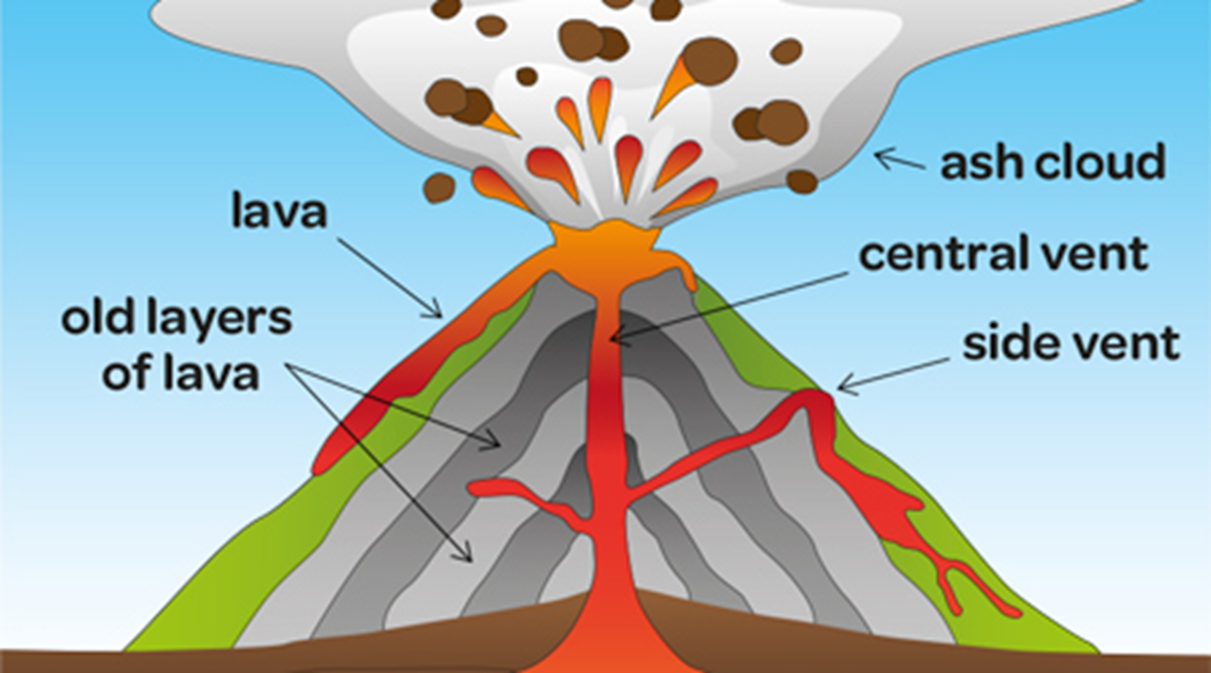 ash cloud
lava
central vent
old layers
of lava
side vent